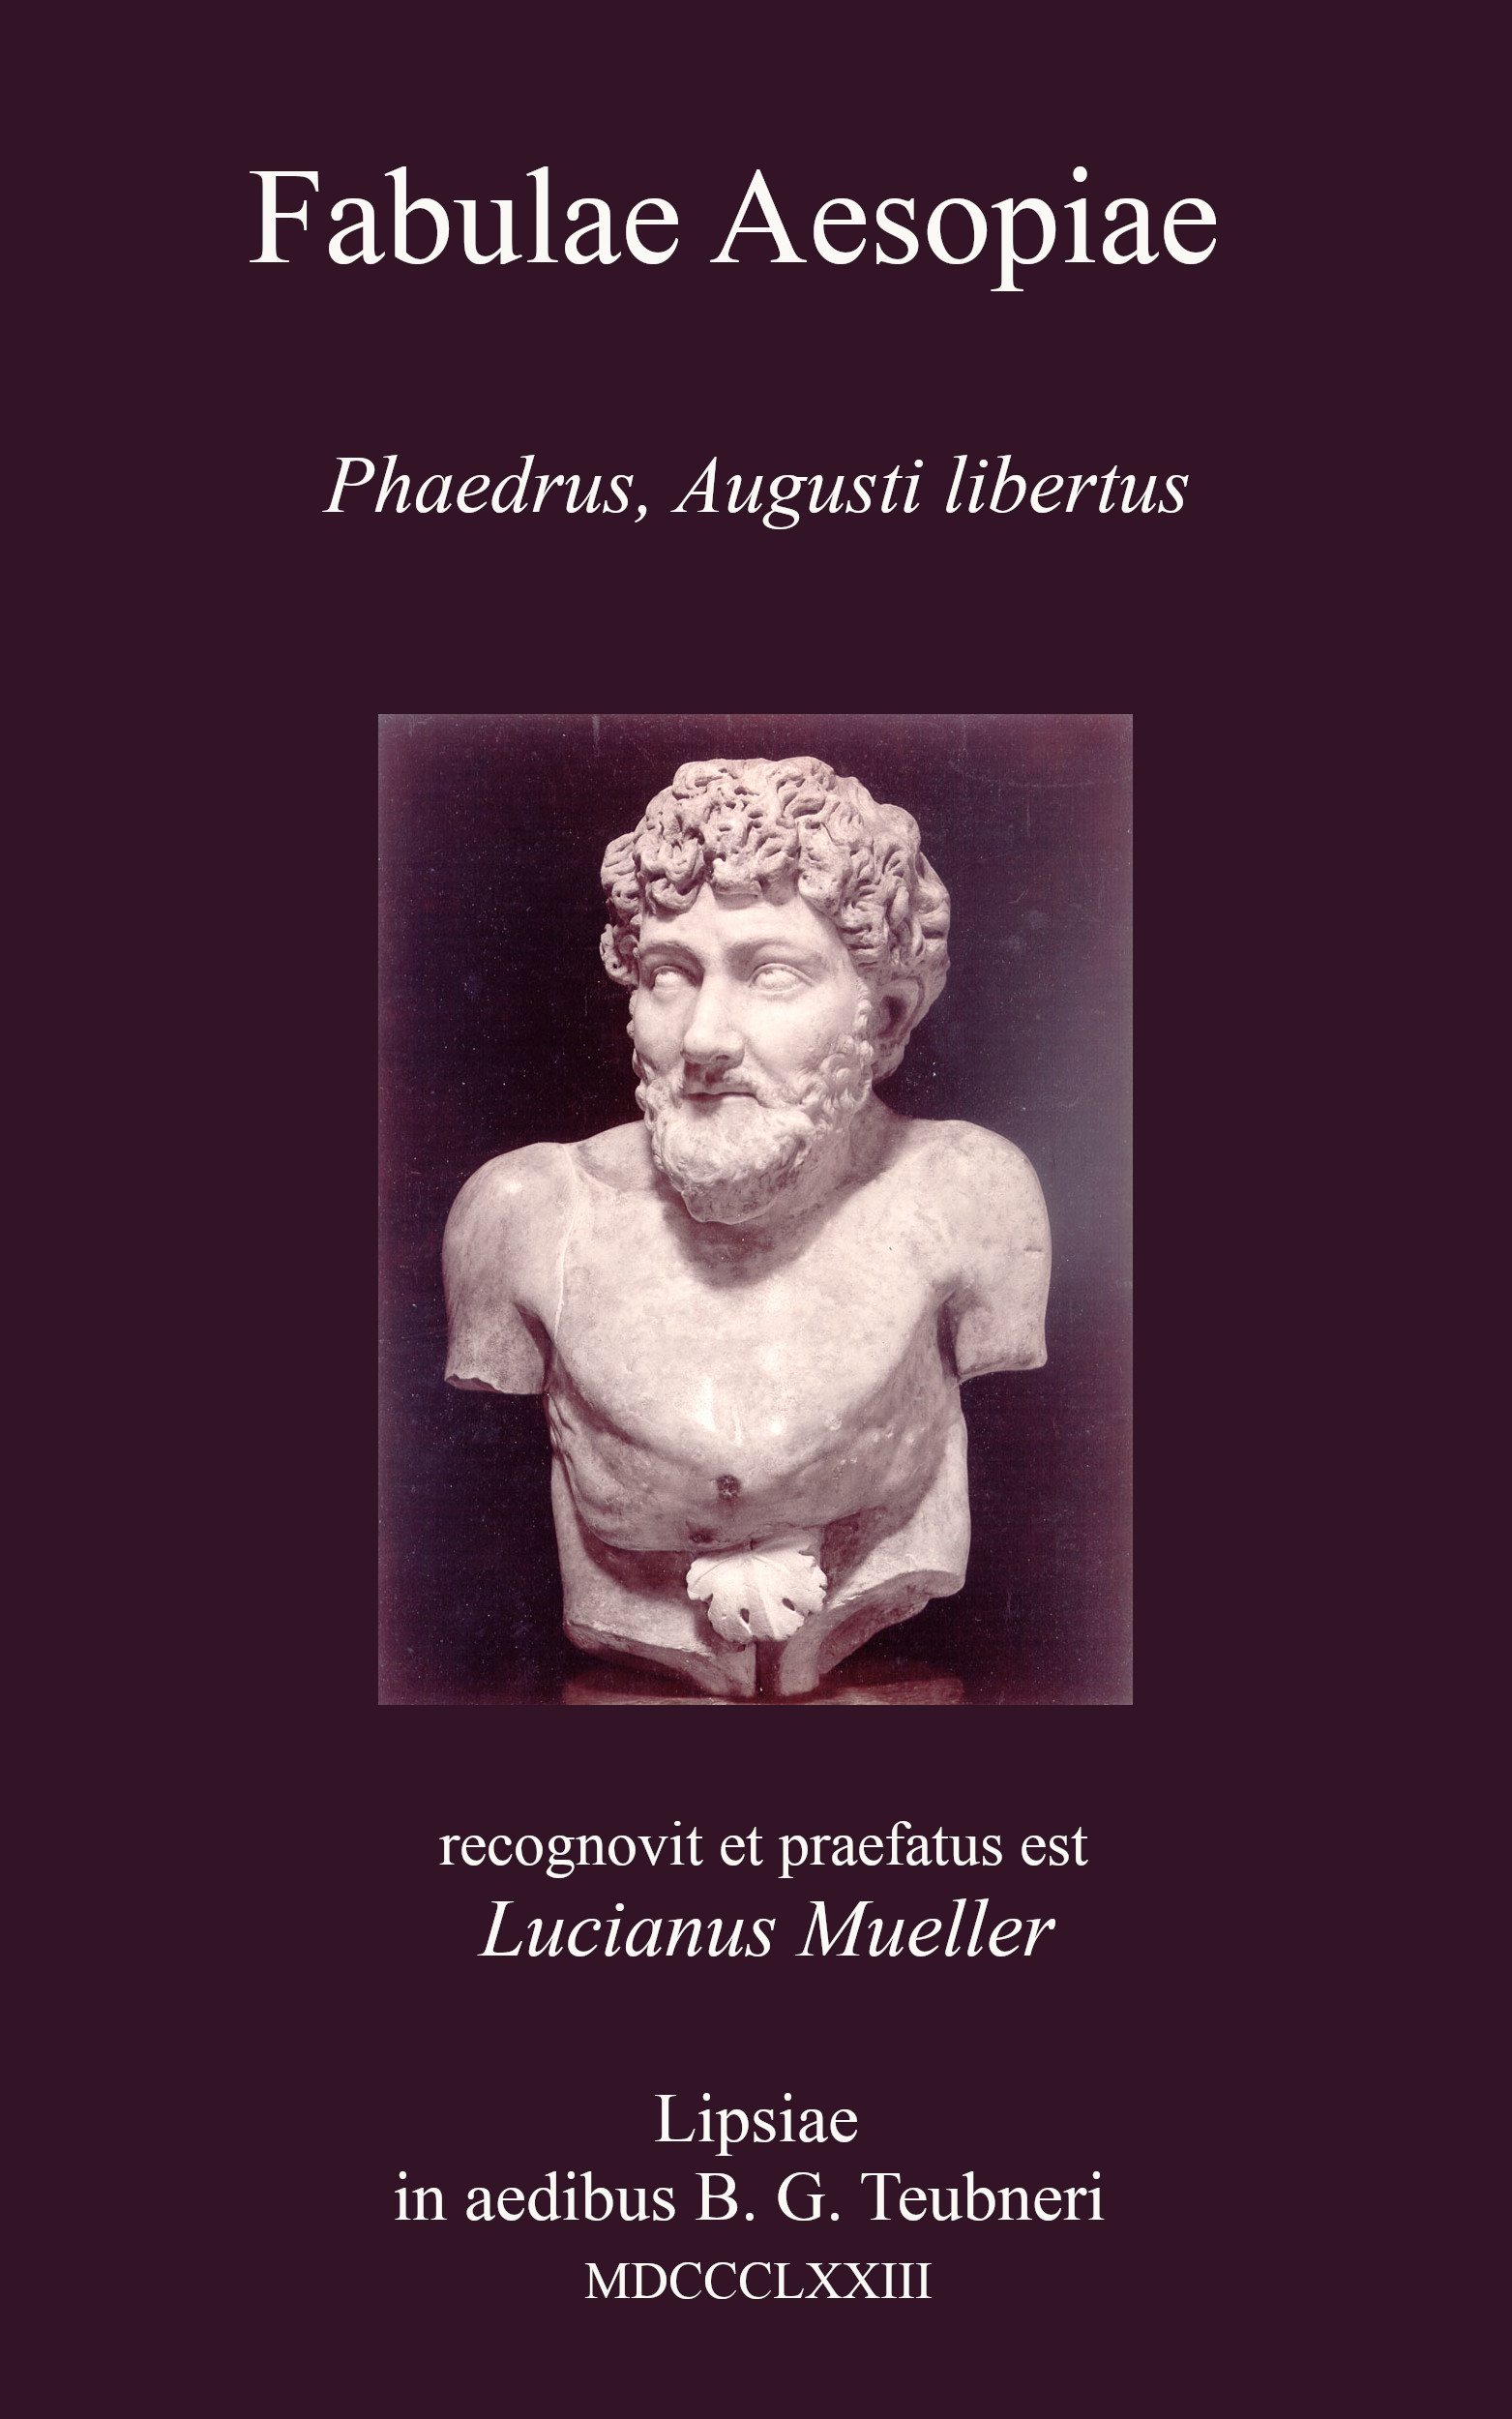 Fabulae Aesopiae
Phaedrus, Augusti libertus
recognovit et praefatus est
Lucianus Mueller
Lipsiae
in aedibus B. G. Teubneri
MDCCCLXXIII